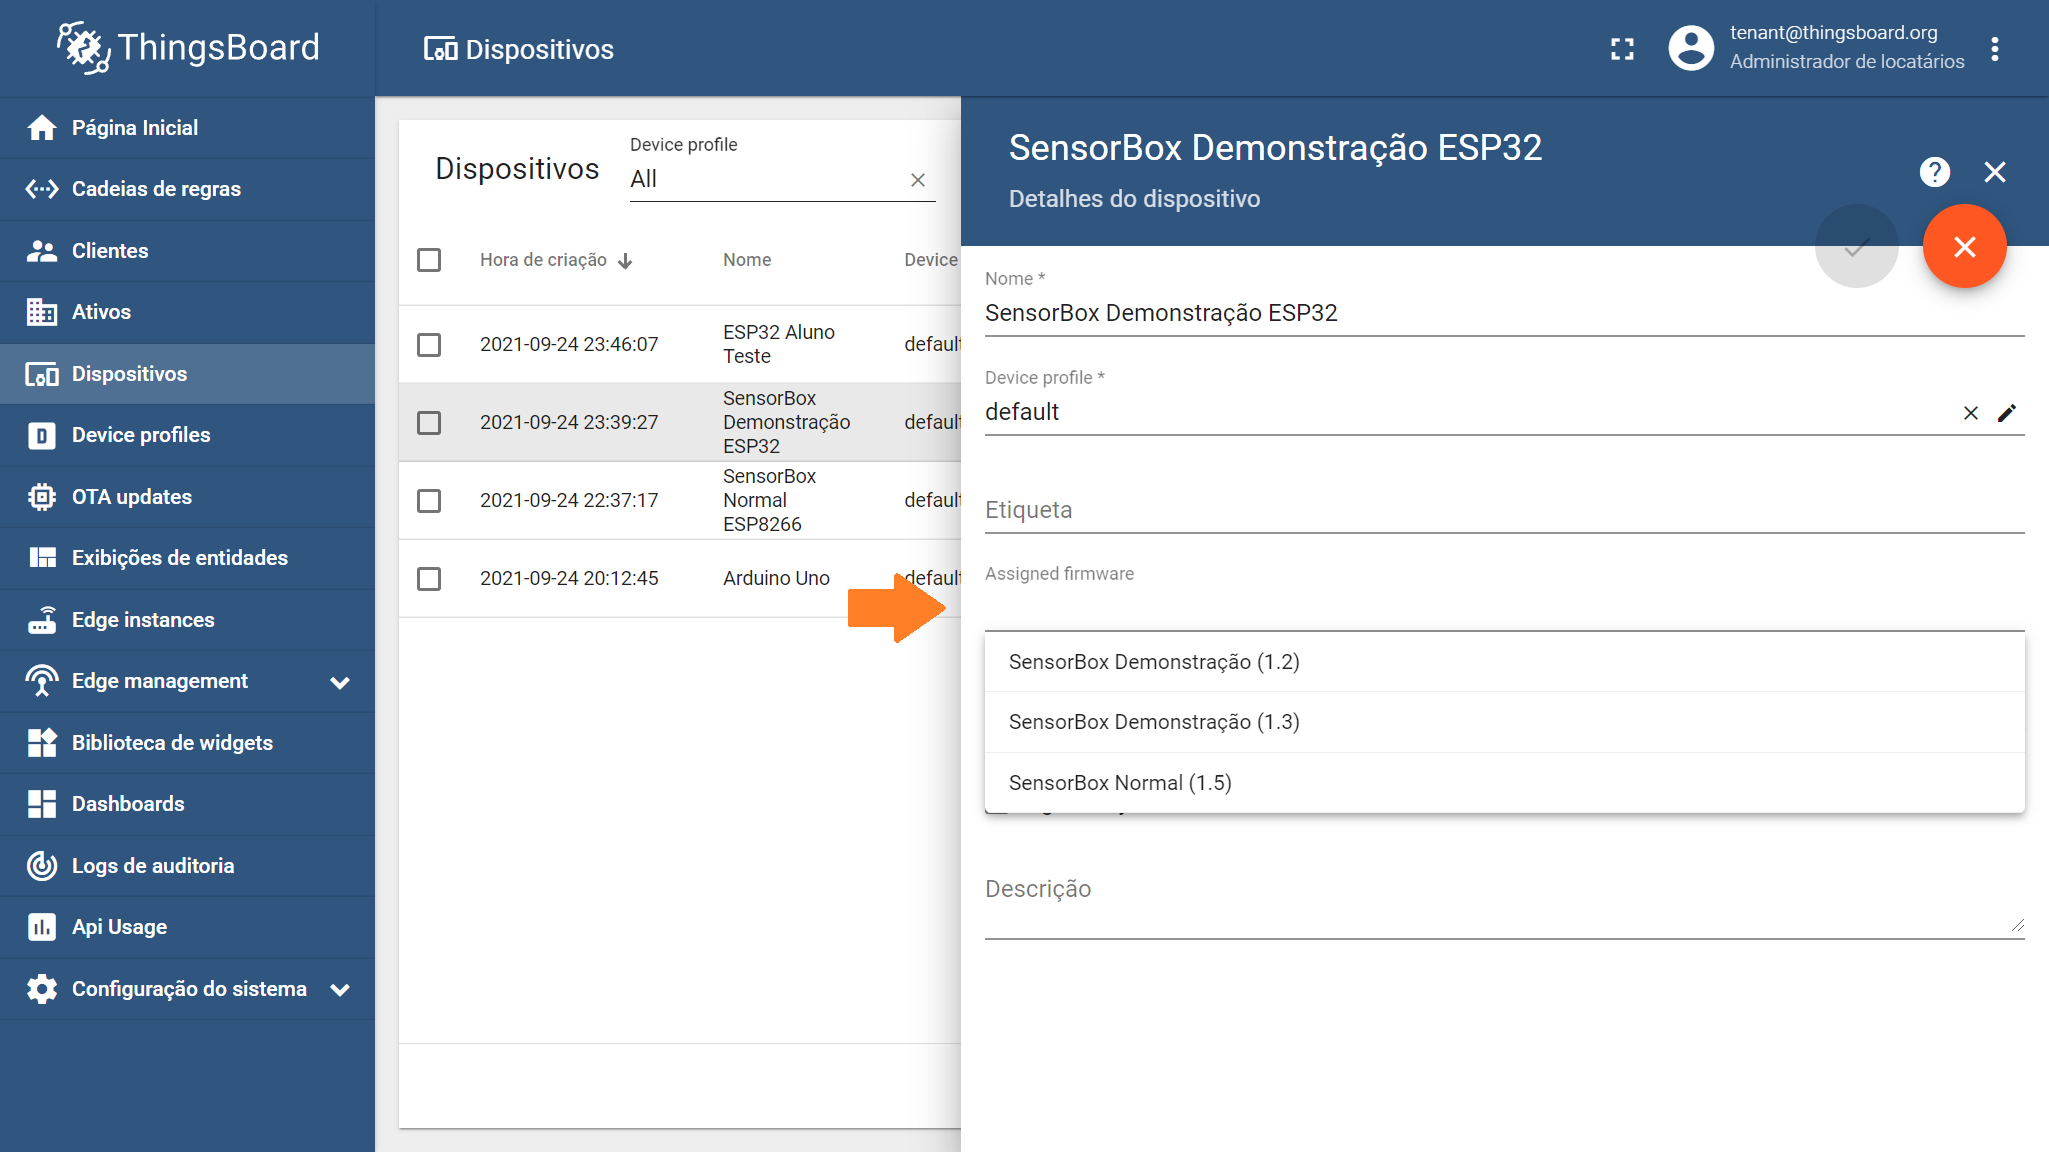 ThingsBoard
Dispositivos
tenant@thingsboard.org
Administrador de locatários
Página Inicial
Cadeias de regras
Clientes
Ativos
Dispositivos
Device profiles
OTA updates
Exibições de entidades
Edge instances
Edge management
Biblioteca de widgets
Dashboards
Logs de auditoria
Api Usage
Configuração do sistema
Dispositivos
Device profile
All
Hora de criação Nome Device
2021-09-24 23:46:07 ESP32 Aluno Teste default
2021-09-24 23:39:27 SensorBox Demonstração ESP32 default
2021-09-24 22:37:17 SensorBox Normal ESP8266 default
2021-09-24 20:12:45 Arduino Uno default
SensorBox Demonstração ESP32
Detalhes do dispositivo
Nome *
SensorBox Demonstração ESP32
Device profile *
default
Etiqueta
Assigned firmware
SensorBox Demonstração (1.2)
SensorBox Demonstração (1.3)
SensorBox Normal (1.5)
Descrição